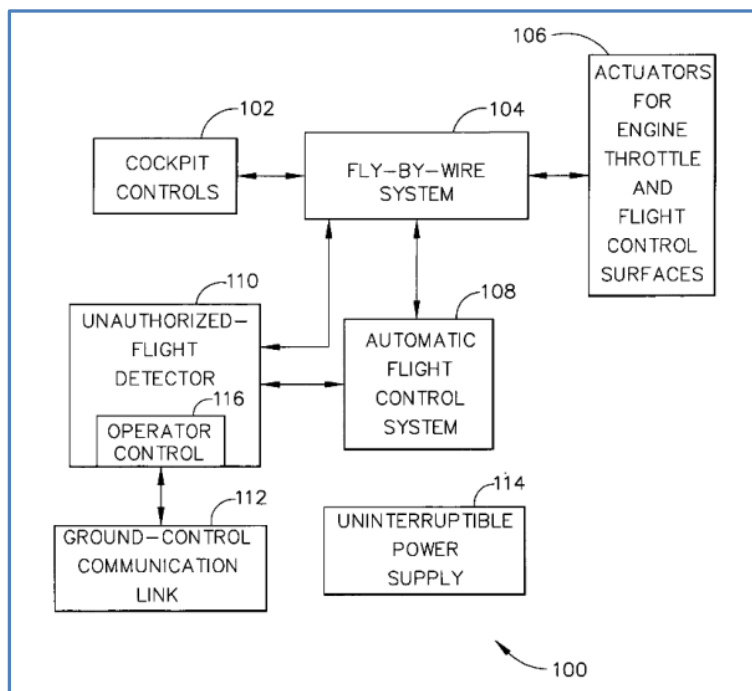 106
ACTUATORS
FOR
ENGINE
THROTTLE
AND
FLIGHT
CONTROL
SURFACES
102
COCKPIT
CONTROLS
104
FLY-BY-WIRE
SYSTEM
110
UNAUTHORIZED-
FLIGHT
DETECTOR
116
OPERATOR
CONTROL
108
AUTOMATIC
FLIGHT
CONTROL
SYSTEM
112
GROUND-CONTROL
COMMUNICATION
LINK
114
UNINTERRUPTIBLE
POWER
SUPPLY
100